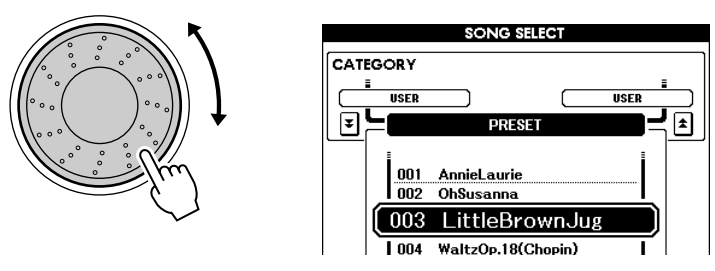 SONG SELECT
CATEGORY
USER USER
PRESET
001 AnnieLaurie
002 OhSusanna
003 LittleBrownJug
004 WaltzOp.18(Chopin)